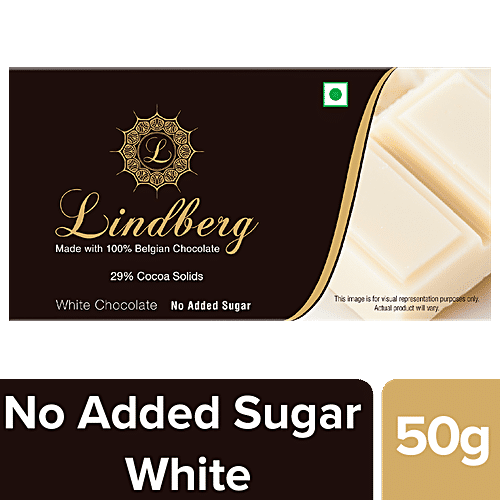 L
Lindberg
Made with 100% Belgian Chocolate
29% Cocoa Solids
White Chocolate No Added Sugar
This image is for visual representation purposes only.
Actual product will vary.
No Added Sugar
White
50g